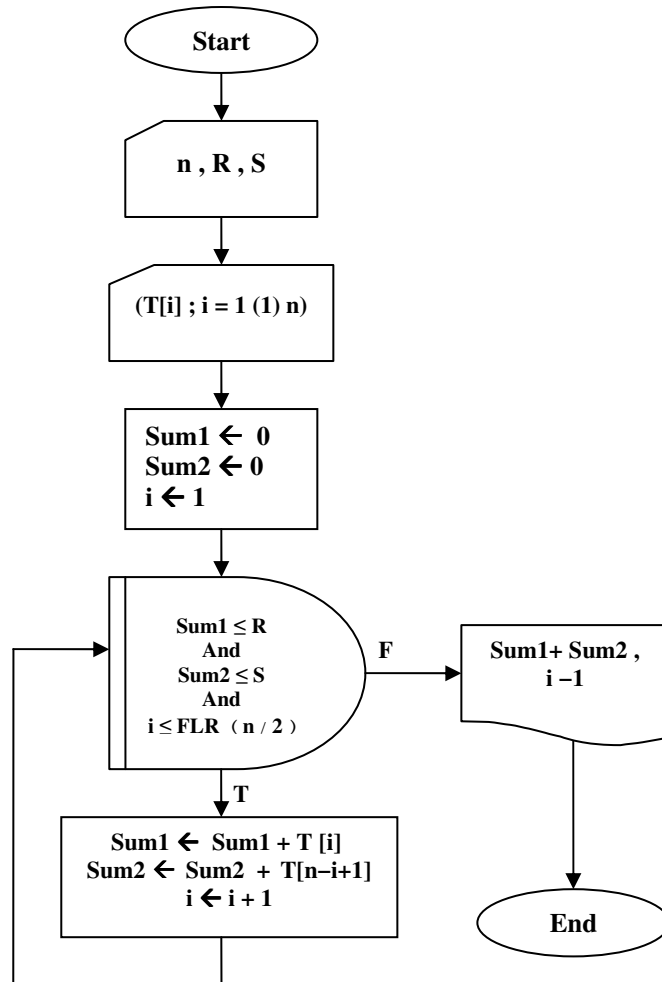 Start
n , R , S
(T[i] ; i = 1 (1) n)
Sum1 ← 0
Sum2 ← 0
i ← 1
Sum1 ≤ R
And
Sum2 ≤ S
And
i ≤ FLR ( n / 2 )
F
Sum1+ Sum2 ,
i –1
T
Sum1 ← Sum1 + T [i]
Sum2 ← Sum2 + T[n–i+1]
i ← i + 1
End